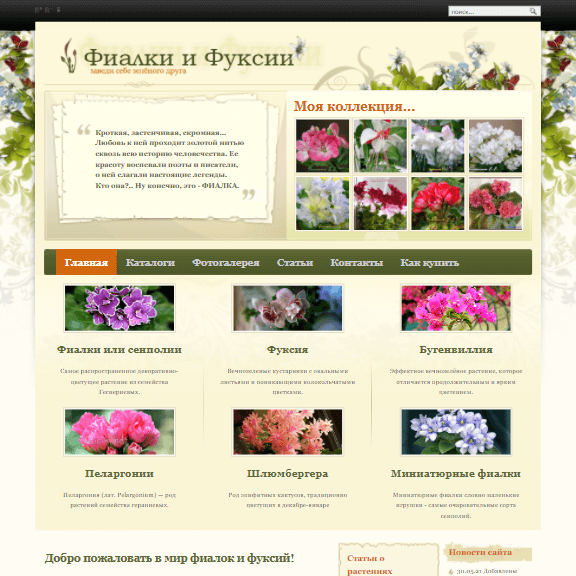 поиск...
Фиалки и Фуксии
заведи себе зелёного друга
Моя коллекция...
Кроткая, застенчивая, скромная...
Любовь к ней проходит золотой нитью
сквозь всю историю человечества. Ее
красоту воспевали поэты и писатели,
о ней слагали настоящие легенды.
Кто она?.. Ну конечно, это - ФИАЛКА.
Главная Каталоги Фотогалерея Статьи Контакты Как купить
Фиалки или сенполии
Самое распространенное декоративно-
цветущее растение из семейства
Геснериевых.
Фуксия
Вечнозеленые кустарники с овальными
листьями и поникающими колокольчатыми
цветками.
Бугенвиллия
Эффектное вечнозелёное растение, которое
отличается продолжительным и ярким
цветением.
Пеларгонии
Пеларгония (лат. Pelargonium) — род
растений семейства гераниевых.
Шлюмбергера
Род эпифитных кактусов, традиционно
цветущих в декабре-январе
Миниатюрные фиалки
Миниатюрные фиалки словно маленькие
игрушки - самые очаровательные сорта
сенполий.
Добро пожаловать в мир фиалок и фуксий!
Статьи о
растениях
Новости сайта
30.05.21 Добавлены